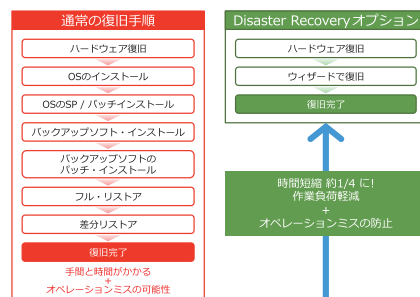 通常の復旧手順
ハードウェア復旧
OSのインストール
OSのSP / パッチインストール
バックアップソフト・インストール
バックアップソフトの
パッチ・インストール
フル・リストア
差分リストア
復旧完了
手間と時間がかかる
+
オペレーションミスの可能性
Disaster Recovery オプション
ハードウェア復旧
ウィザードで復旧
復旧完了
時間短縮 約1/4 に!
作業負荷軽減
+
オペレーションミスの防止